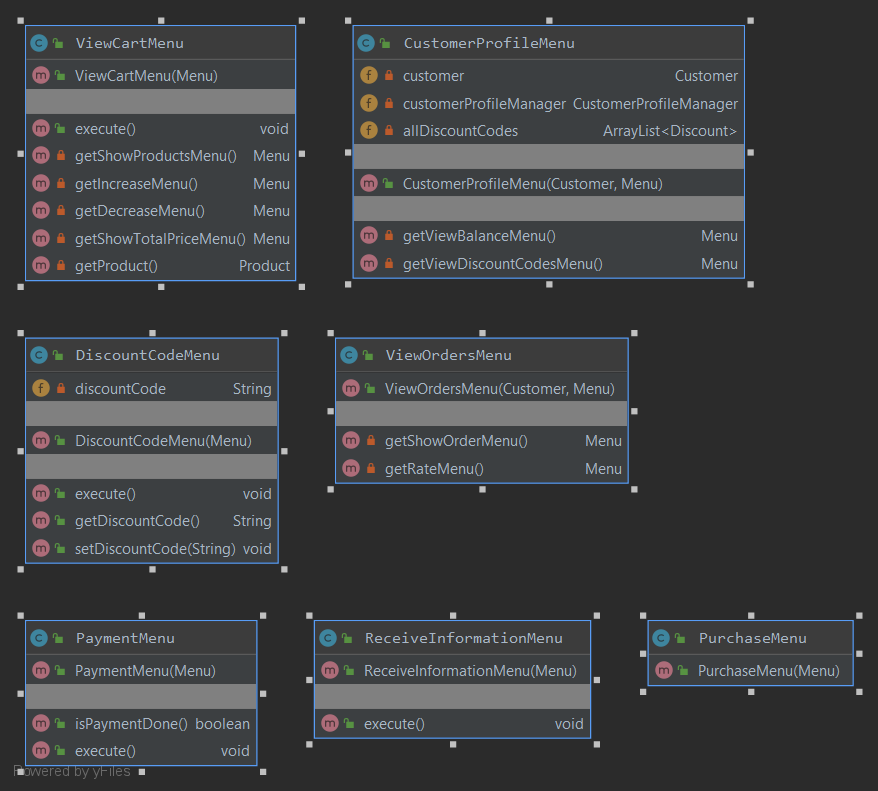 ViewCartMenu
ViewCartMenu(Menu)
execute() void
getShowProductsMenu() Menu
getIncreaseMenu() Menu
getDecreaseMenu() Menu
getShowTotalPriceMenu() Menu
getProduct() Product
CustomerProfileMenu
customer Customer
customerProfileManager CustomerProfileManager
allDiscountCodes ArrayList<Discount>
CustomerProfileMenu(Customer, Menu)
getViewBalanceMenu() Menu
getViewDiscountCodesMenu() Menu
DiscountCodeMenu
discountCode String
DiscountCodeMenu(Menu)
execute() void
getDiscountCode() String
setDiscountCode(String) void
ViewOrdersMenu
ViewOrdersMenu(Customer, Menu)
getShowOrderMenu() Menu
getRateMenu() Menu
PaymentMenu
PaymentMenu(Menu)
isPaymentDone() boolean
execute() void
ReceiveInformationMenu
ReceiveInformationMenu(Menu)
execute() void
PurchaseMenu
PurchaseMenu(Menu)
Powered by yFiles